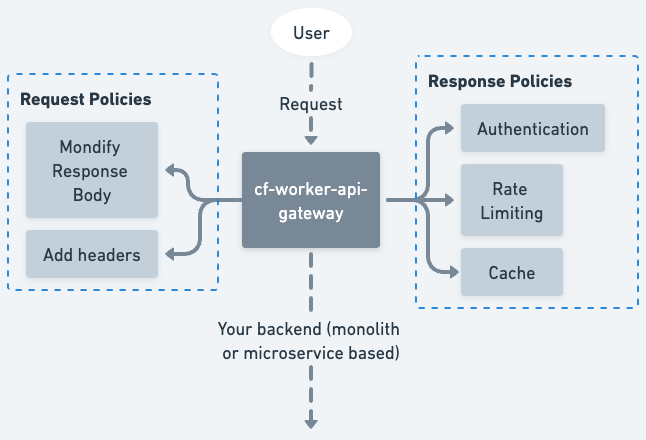 User
Request
Request Policies
Mondify
Response
Body
Add headers
cf-worker-api-
gateway
Response Policies
Authentication
Rate
Limiting
Cache
Your backend (monolith
or microservice based)